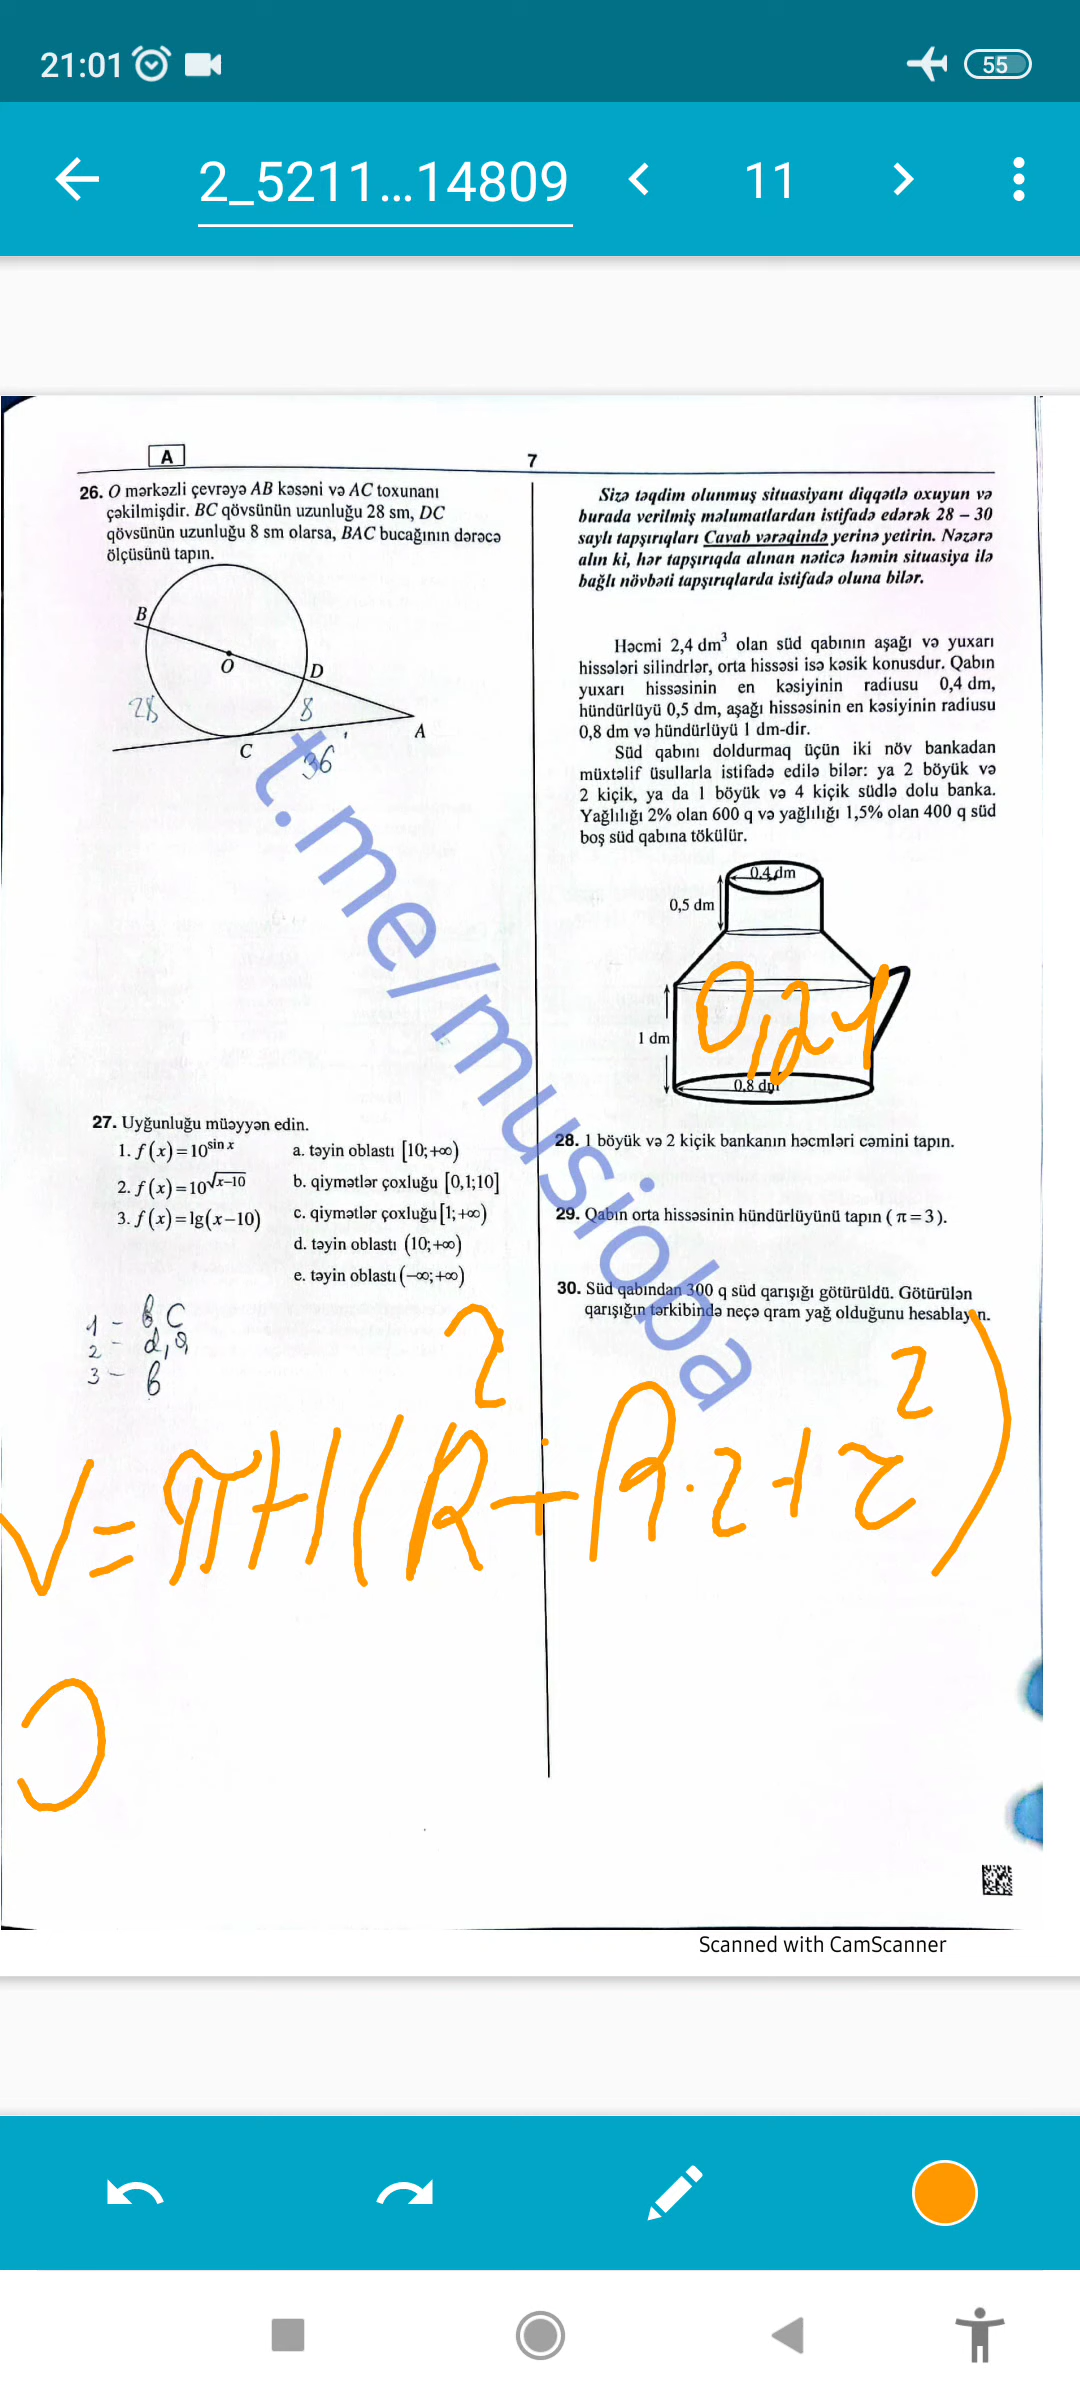 21:01
55
2_5211...14809
11
A
7
26. O mərkəzli çevrəyə AB kəsəni və AC toxunanı
çəkilmişdir. BC qövsünün uzunluğu 28 sm, DC
qövsünün uzunluğu 8 sm olarsa, BAC bucağının dərəcə
ölçüsünü tapın.
B
O
D
28
8
A
C
36
27. Uyğunluğu müəyyən edin.
1. f(x)=10^sin x
a. təyin oblastı [10;+∞)
2. f(x)=10^√x−10
b. qiymətlər çoxluğu [0,1;10]
3. f(x)=lg(x−10)
c. qiymətlər çoxluğu [1;+∞)
d. təyin oblastı (10;+∞)
e. təyin oblastı (−∞;+∞)
1 - b, c
2 - d, a
3 - b
Sizə təqdim olunmuş situasiyanı diqqətlə oxuyun və
burada verilmiş məlumatlardan istifadə edərək 28 – 30
saylı tapşırıqları Cavab vərəqində yerinə yetirin. Nəzərə
alın ki, hər tapşırıqda alınan nəticə həmin situasiya ilə
bağlı növbəti tapşırıqlarda istifadə oluna bilər.
Həcmi 2,4 dm³ olan süd qabının aşağı və yuxarı
hissələri silindrlər, orta hissəsi isə kəsik konusdur. Qabın
yuxarı hissəsinin en kəsiyinin radiusu 0,4 dm,
hündürlüyü 0,5 dm, aşağı hissəsinin en kəsiyinin radiusu
0,8 dm və hündürlüyü 1 dm-dir.
Süd qabını doldurmaq üçün iki növ bankadan
müxtəlif üsullarla istifadə edilə bilər: ya 2 böyük və
2 kiçik, ya da 1 böyük və 4 kiçik südlə dolu banka.
Yağlılığı 2% olan 600 q və yağlılığı 1,5% olan 400 q süd
boş süd qabına tökülür.
0,4 dm
0,5 dm
0,24
1 dm
0,8 dm
28. 1 böyük və 2 kiçik bankanın həcmləri cəmini tapın.
29. Qabın orta hissəsinin hündürlüyünü tapın (π=3).
30. Süd qabından 300 q süd qarışığı götürüldü. Götürülən
qarışığın tərkibində neçə qram yağ olduğunu hesablayın.
t.me/musioba
V=πH(R²+R·r+r²)
Scanned with CamScanner